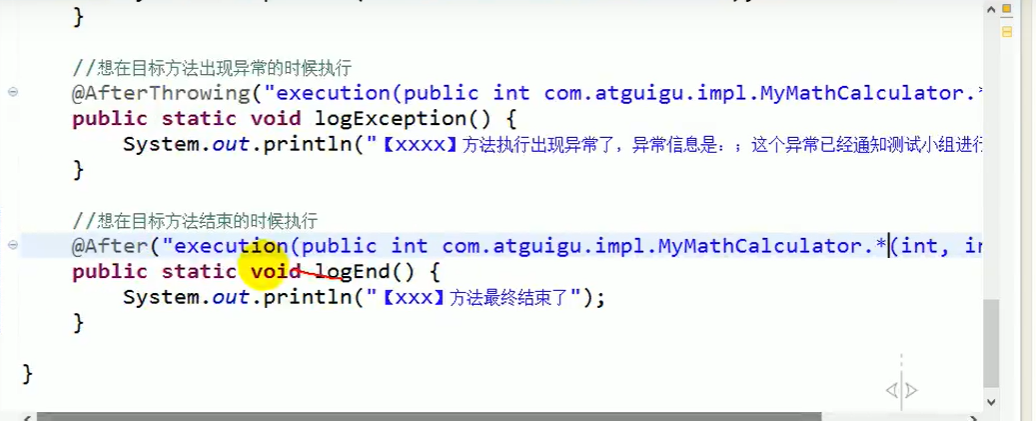 }
//想在目标方法出现异常的时候执行
@AfterThrowing("execution(public int com.atguigu.impl.MyMathCalculator.*
public static void logException() {
System.out.println("【xxxx】方法执行出现异常了，异常信息是：；这个异常已经通知测试小组进行
}
//想在目标方法结束的时候执行
@After("execution(public int com.atguigu.impl.MyMathCalculator.*(int, in
public static void logEnd() {
System.out.println("【xxx】方法最终结束了");
}
}